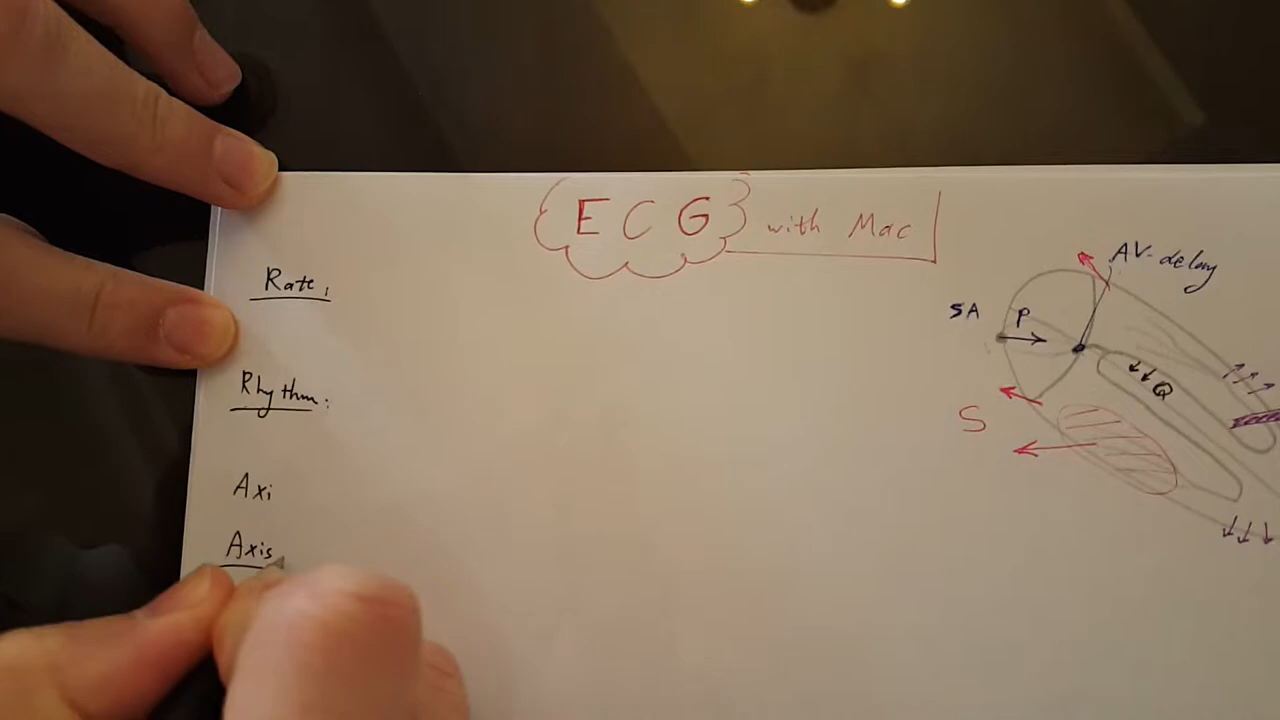 ECG with Mac
Rate:
Rhythm:
Axi
Axis
AV-delay
SA
P
Q
S